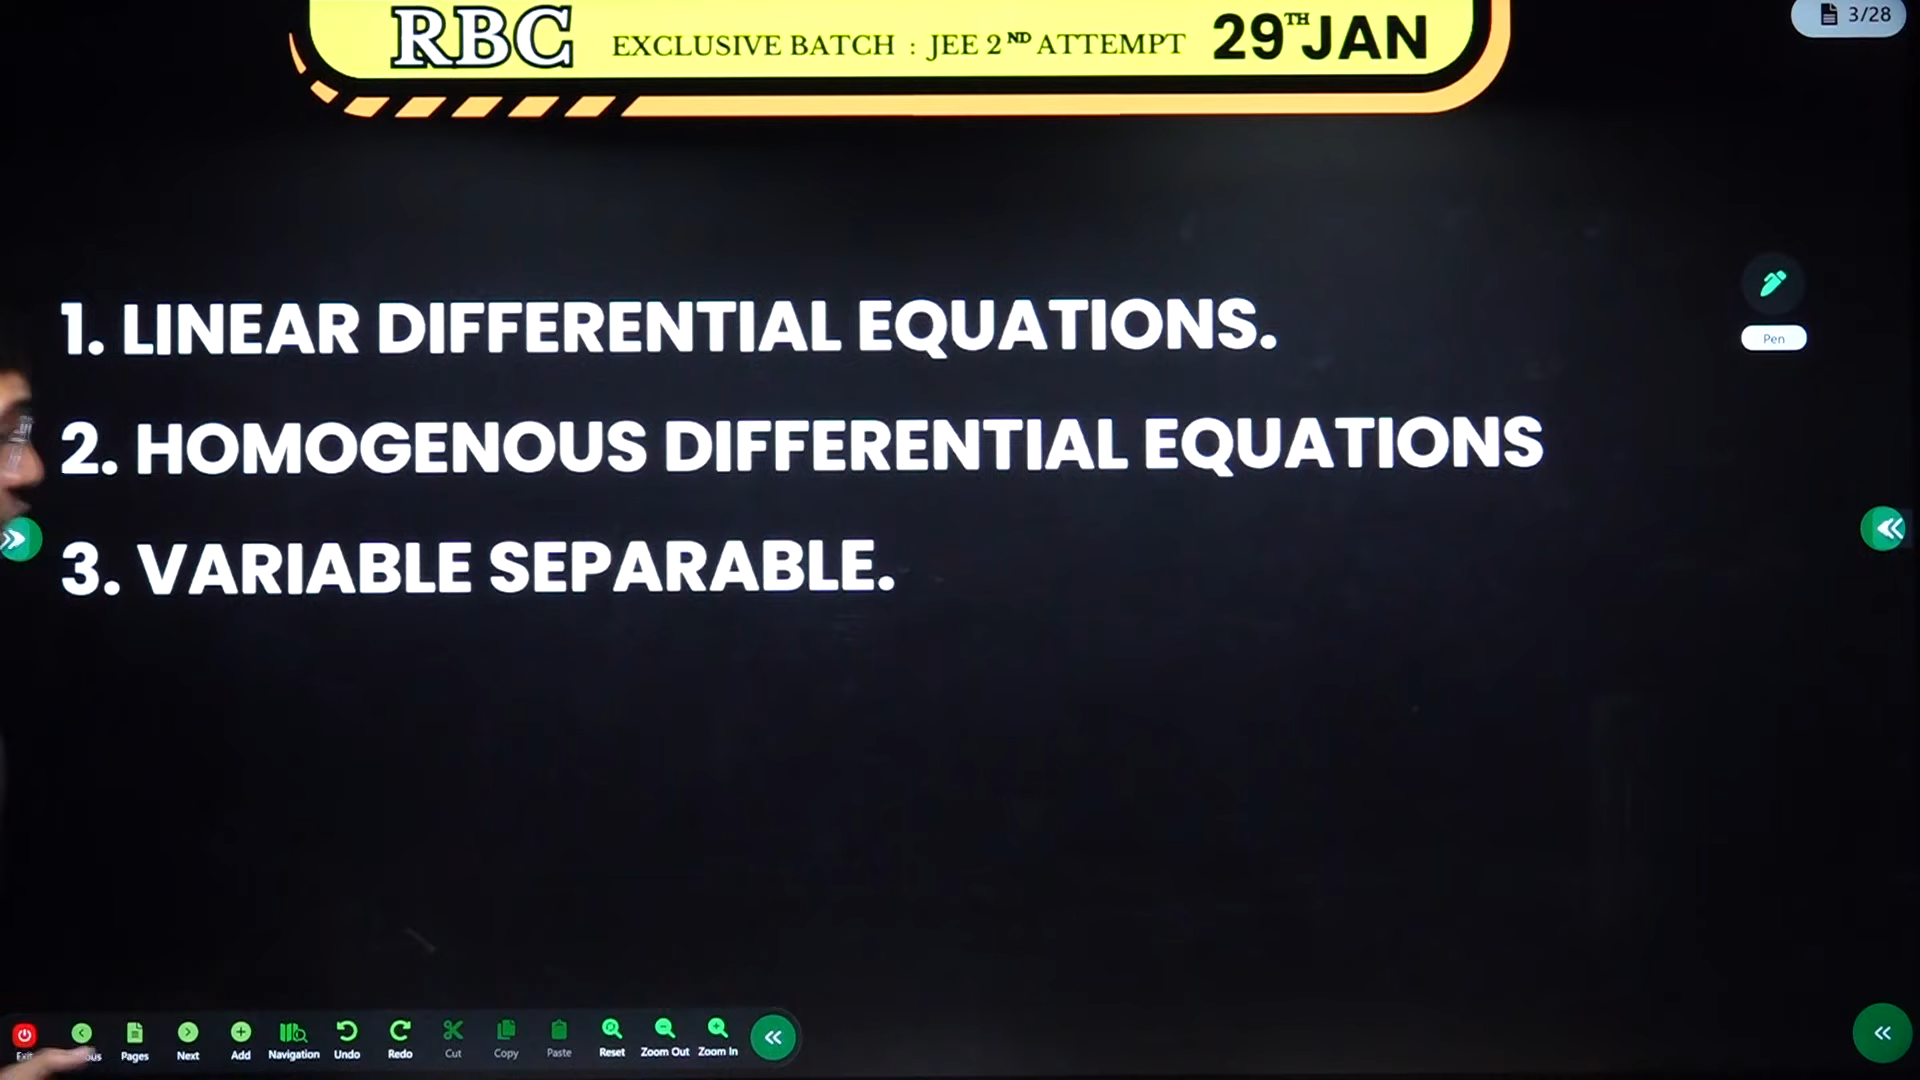 RBC EXCLUSIVE BATCH : JEE 2ND ATTEMPT 29TH JAN
3/28
1. LINEAR DIFFERENTIAL EQUATIONS.
Pen
2. HOMOGENOUS DIFFERENTIAL EQUATIONS
3. VARIABLE SEPARABLE.
Pages Next Add Navigation Undo Redo Cut Copy Paste Reset Zoom Out Zoom In